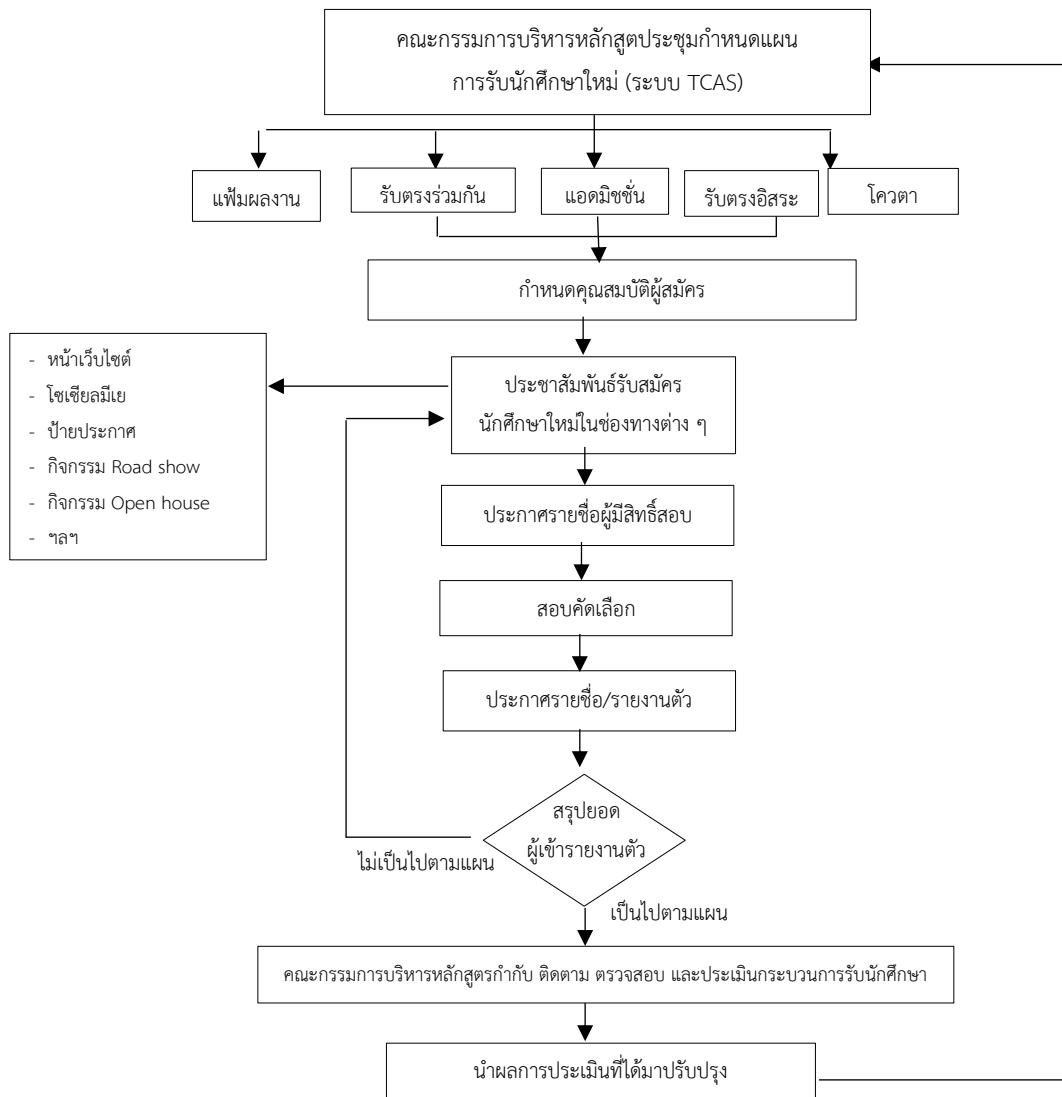 คณะกรรมการบริหารหลักสูตประชุมกำหนดแผน
การรับนักศึกษาใหม่ (ระบบ TCAS)
แฟ้มผลงาน
รับตรงร่วมกัน
แอดมิชชั่น
รับตรงอิสระ
โควตา
กำหนดคุณสมบัติผู้สมัคร
- หน้าเว็บไซต์
- โซเชียลมีเย
- ป้ายประกาศ
- กิจกรรม Road show
- กิจกรรม Open house
- ฯลฯ
ประชาสัมพันธ์รับสมัคร
นักศึกษาใหม่ในช่องทางต่าง ๆ
ประกาศรายชื่อผู้มีสิทธิ์สอบ
สอบคัดเลือก
ประกาศรายชื่อ/รายงานตัว
สรุปยอด
ผู้เข้ารายงานตัว
ไม่เป็นไปตามแผน
เป็นไปตามแผน
คณะกรรมการบริหารหลักสูตรกำกับ ติดตาม ตรวจสอบ และประเมินกระบวนการรับนักศึกษา
นำผลการประเมินที่ได้มาปรับปรุง